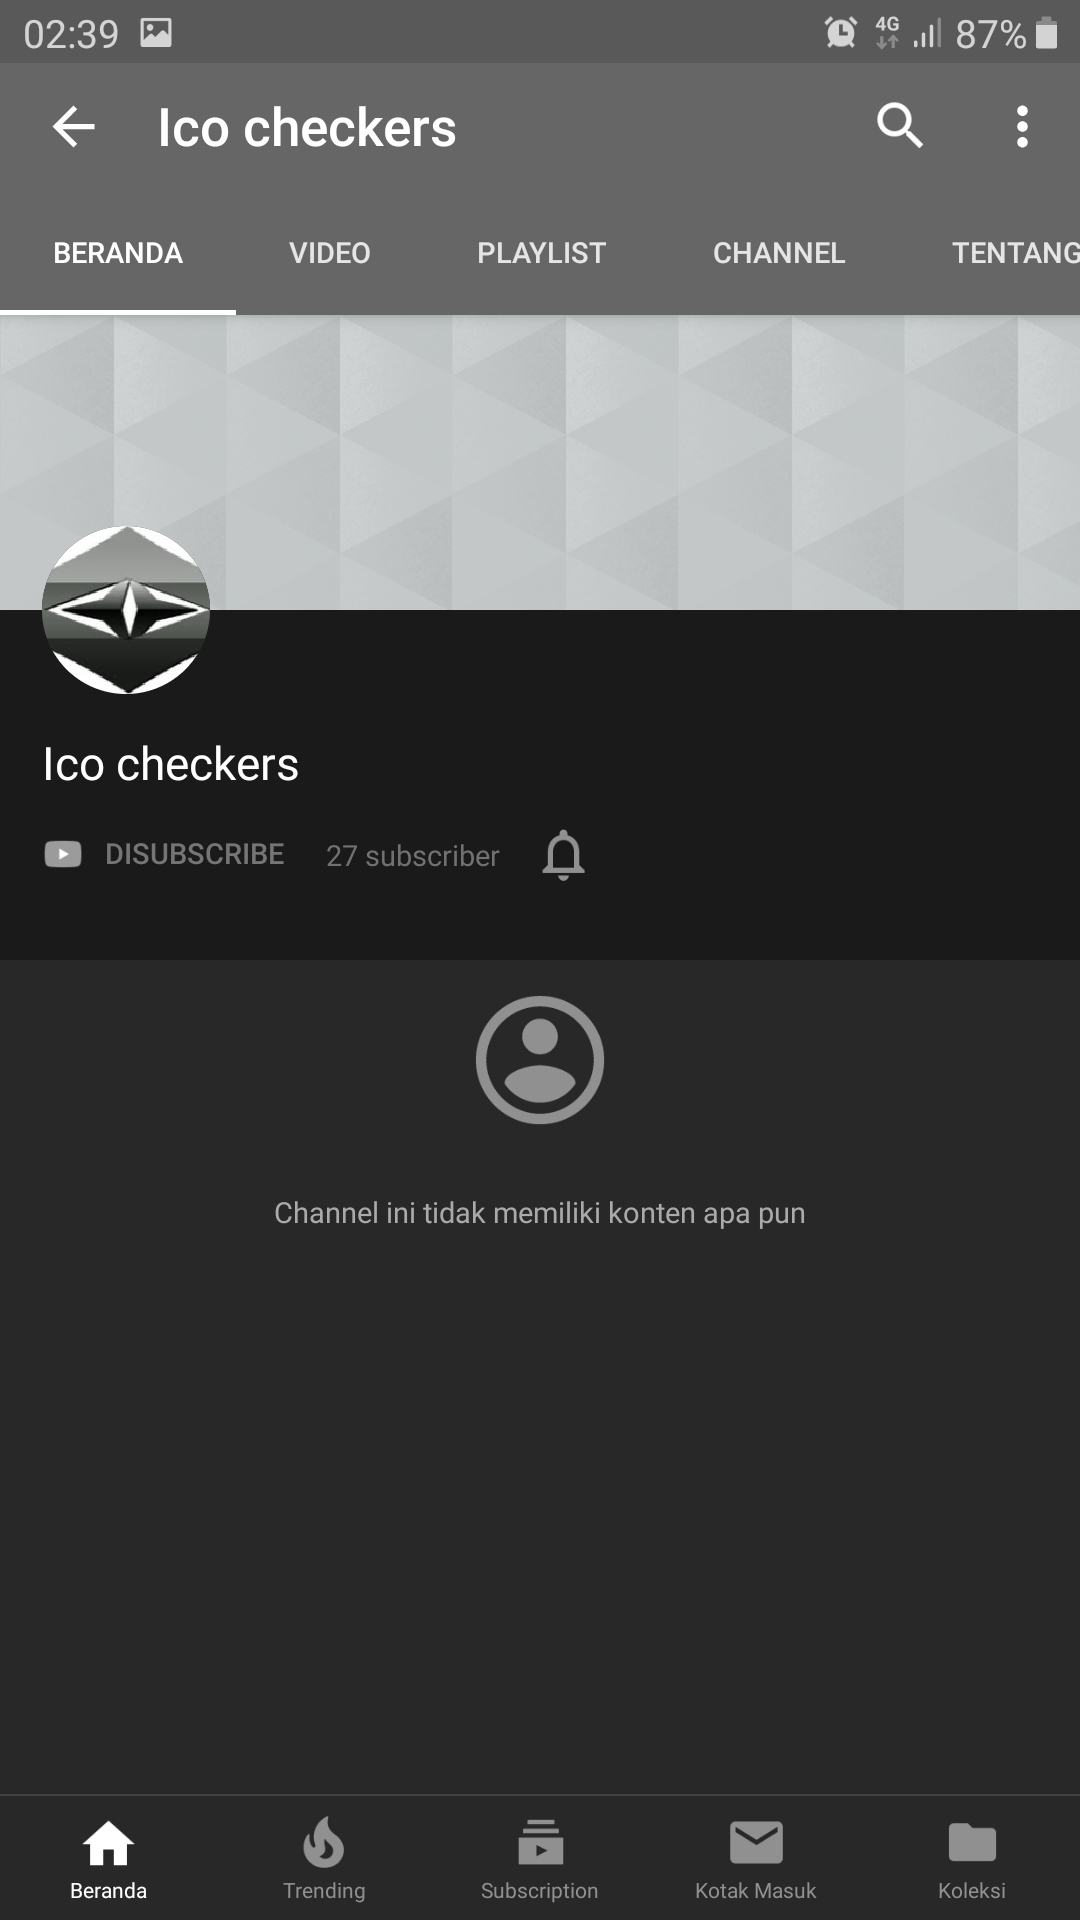 02:39 4G 87%
Ico checkers
BERANDA VIDEO PLAYLIST CHANNEL TENTANG
Ico checkers
DISUBSCRIBE 27 subscriber
Channel ini tidak memiliki konten apa pun
Beranda Trending Subscription Kotak Masuk Koleksi